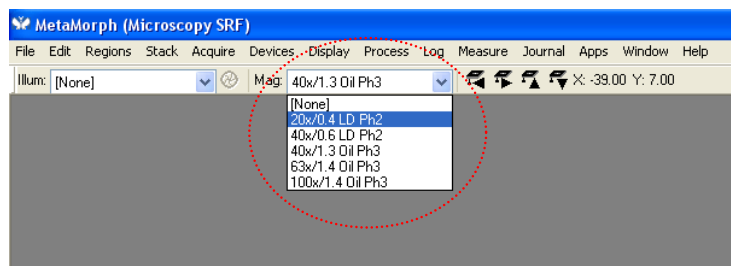 MetaMorph (Microscopy SRF)
File Edit Regions Stack Acquire Devices Display Process Log Measure Journal Apps Window Help
Illum: [None] Mag: 40x/1.3 Oil Ph3 X: -39.00 Y: 7.00
[None]
20x/0.4 LD Ph2
40x/0.6 LD Ph2
40x/1.3 Oil Ph3
63x/1.4 Oil Ph3
100x/1.4 Oil Ph3